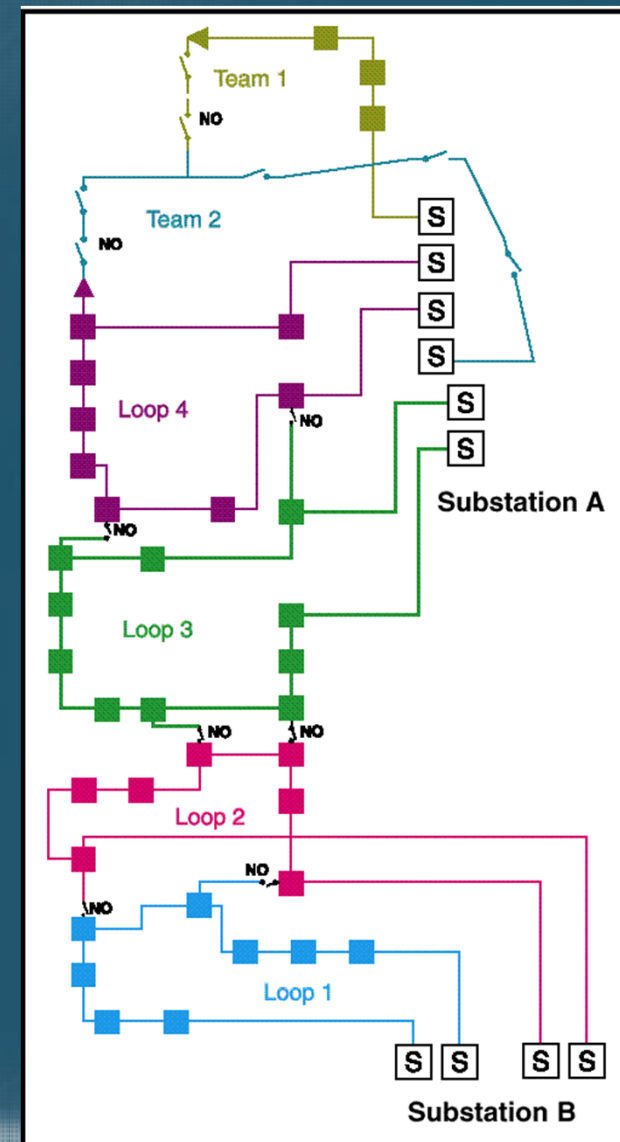 Team 1
NO
S
Team 2
S
NO
S
S
Loop 4
S
NO
S
Substation A
NO
Loop 3
NO
NO
Loop 2
NO
NO
Loop 1
S S S S
Substation B